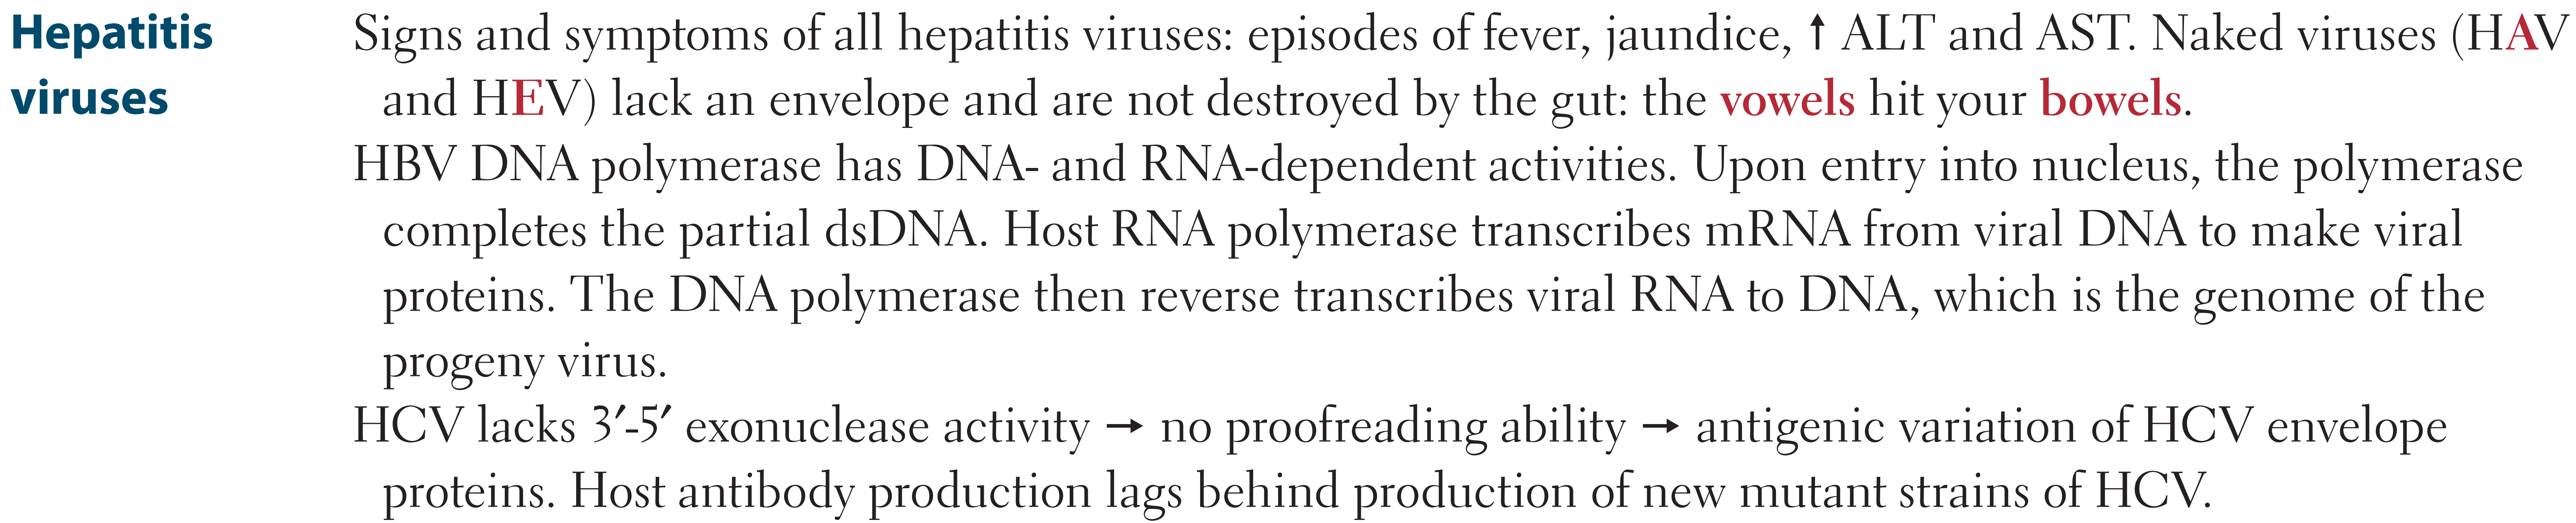 Hepatitis
viruses
Signs and symptoms of all hepatitis viruses: episodes of fever, jaundice, ↑ ALT and AST. Naked viruses (HAV
and HEV) lack an envelope and are not destroyed by the gut: the vowels hit your bowels.
HBV DNA polymerase has DNA- and RNA-dependent activities. Upon entry into nucleus, the polymerase
completes the partial dsDNA. Host RNA polymerase transcribes mRNA from viral DNA to make viral
proteins. The DNA polymerase then reverse transcribes viral RNA to DNA, which is the genome of the
progeny virus.
HCV lacks 3′-5′ exonuclease activity → no proofreading ability → antigenic variation of HCV envelope
proteins. Host antibody production lags behind production of new mutant strains of HCV.